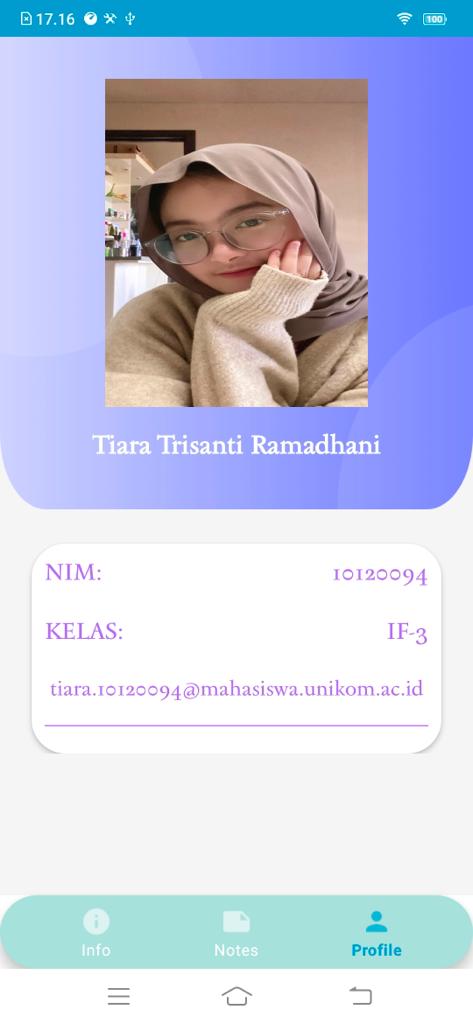 17.16
100
Tiara Trisanti Ramadhani
NIM: 10120094
KELAS: IF-3
tiara.10120094@mahasiswa.unikom.ac.id
Info Notes Profile